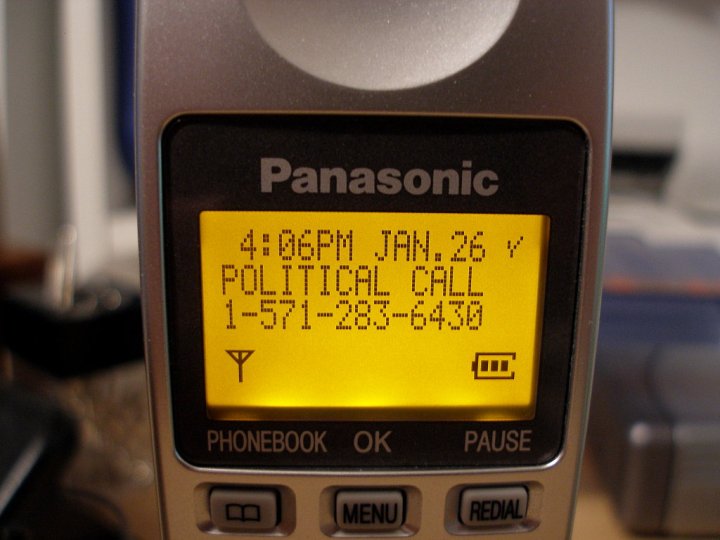 Panasonic
4:06PM JAN.26 √
POLITICAL CALL
1-571-283-6430
PHONEBOOK OK PAUSE
MENU REDIAL